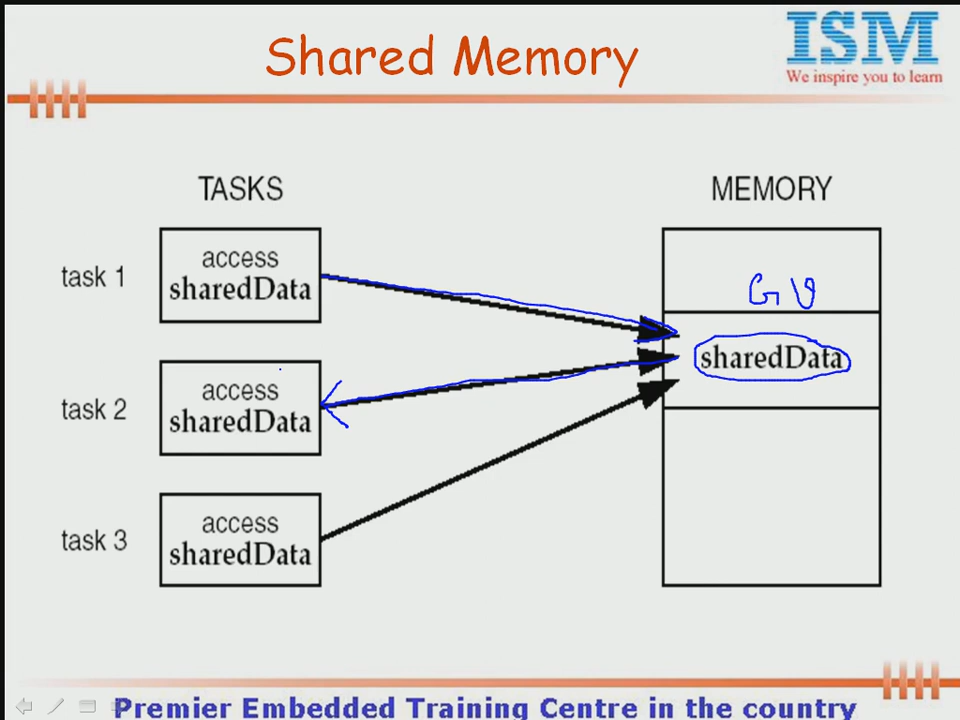 Shared Memory
ISM
We inspire you to learn
TASKS
MEMORY
task 1
access
sharedData
GV
sharedData
task 2
access
sharedData
task 3
access
sharedData
Premier Embedded Training Centre in the country